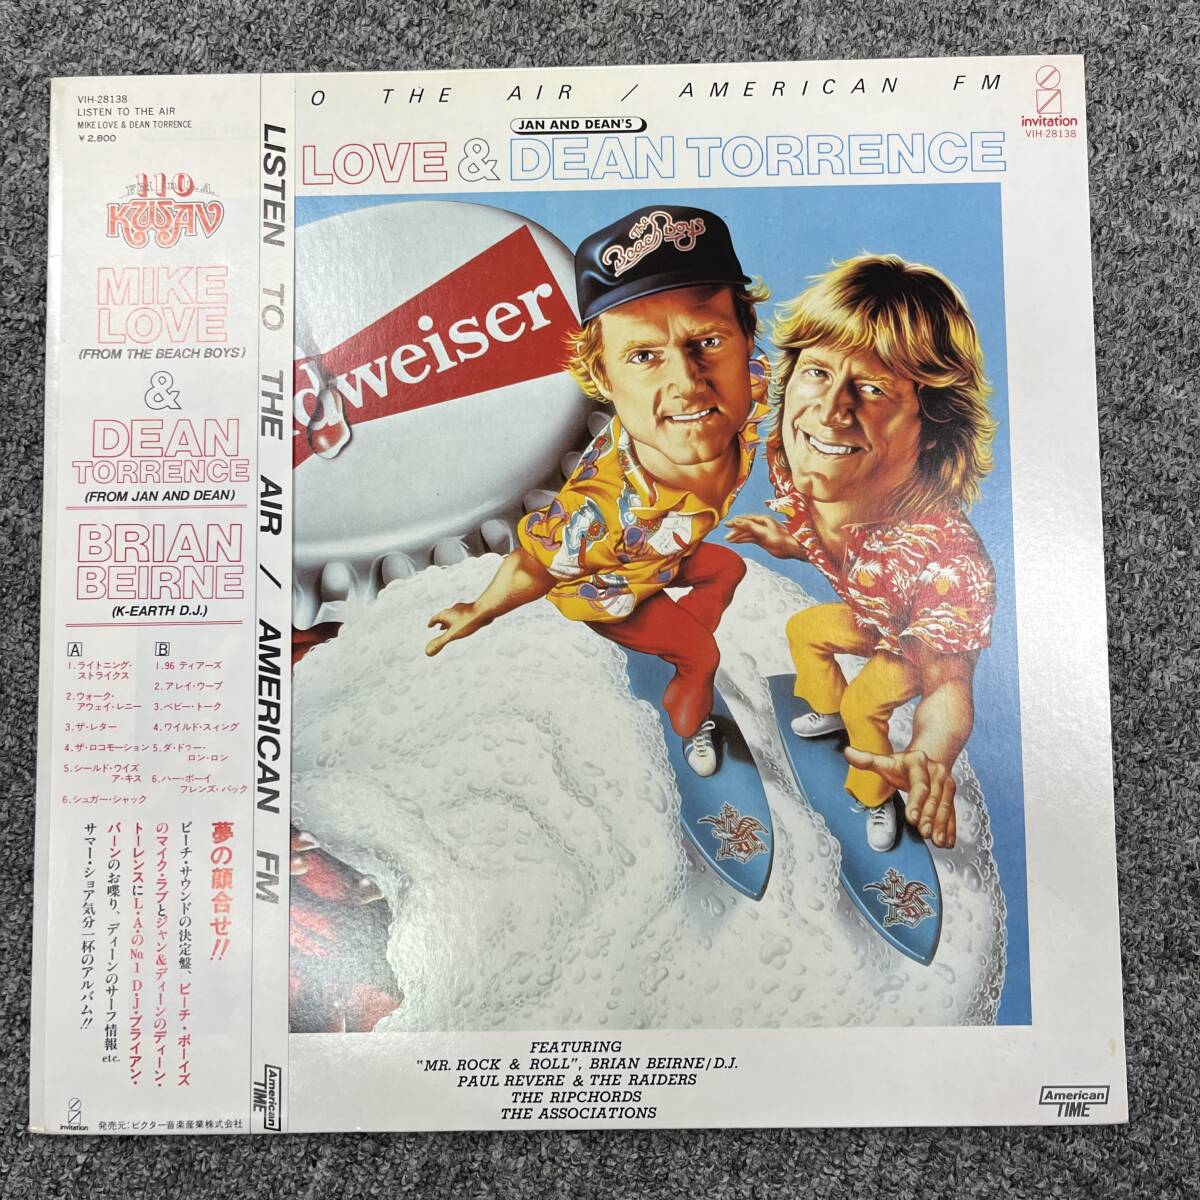 VIH-28138
LISTEN TO THE AIR
MIKE LOVE & DEAN TORRENCE
¥2,800
110
KWAV
MIKE
LOVE
(FROM THE BEACH BOYS)
&
DEAN
TORRENCE
(FROM JAN AND DEAN)
BRIAN
BEIRNE
(K-EARTH D.J.)
A
1.ライトニング・
ストライクス
2.ウォーク・
アウェイ・レニー
3.ザ・レター
4.ザ・ロコモーション
5.シールド・ウイズ
ア・キス
6.シュガー・シャック
B
1.96 ティアーズ
2.アレイ・ウープ
3.ベビー・トーク
4.ワイルド・スィング
5.ダ・ドゥー・
ロン・ロン
6.ハー・ボーイ
フレンズ・バック
夢の顔合せ!!
ビーチ・サウンドの決定盤、ビーチ・ボーイズ
のマイク・ラブとジャン&ディーンのディーン・
トーレンスにL・A・のNo.1 D・J・ブライアン・
バーンのお喋り、ディーンのサーフ情報etc.
サマー・ショア気分一杯のアルバム!!
invitation
発売元:ビクター音楽産業株式会社
LISTEN TO THE AIR / AMERICAN FM
American
TIME
O THE AIR / AMERICAN FM
invitation
VIH-28138
JAN AND DEAN'S
LOVE & DEAN TORRENCE
dweiser
The
Beach Boys
FEATURING
"MR. ROCK & ROLL", BRIAN BEIRNE/D.J.
PAUL REVERE & THE RAIDERS
THE RIPCHORDS
THE ASSOCIATIONS
American
TIME